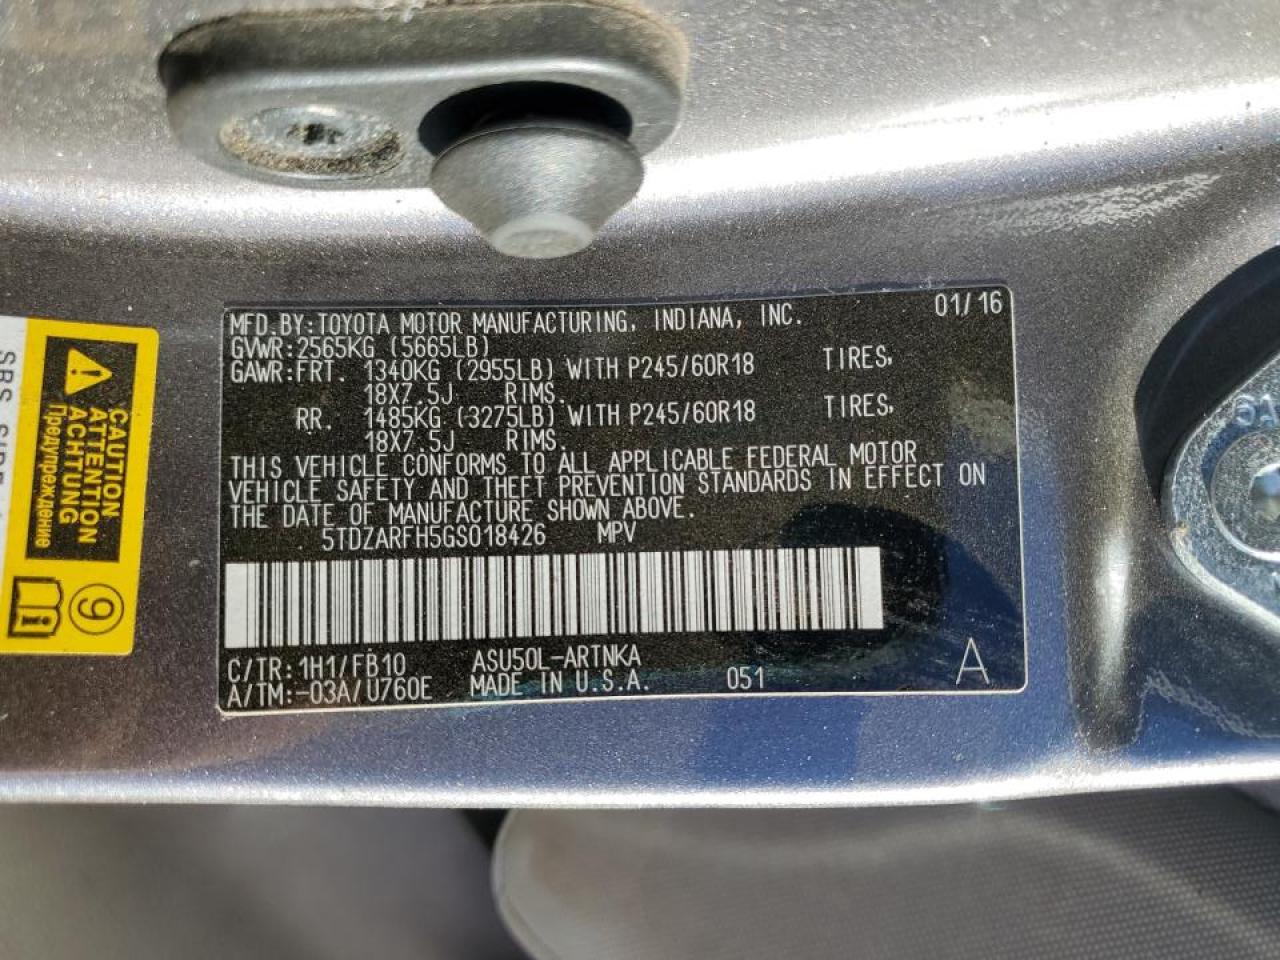 MFD.BY:TOYOTA MOTOR MANUFACTURING, INDIANA, INC. 01/16
GVWR:2565KG (5665LB)
GAWR:FRT. 1340KG (2955LB) WITH P245/60R18 TIRES,
18X7.5J RIMS.
RR. 1485KG (3275LB) WITH P245/60R18 TIRES,
18X7.5J RIMS.
THIS VEHICLE CONFORMS TO ALL APPLICABLE FEDERAL MOTOR
VEHICLE SAFETY AND THEFT PREVENTION STANDARDS IN EFFECT ON
THE DATE OF MANUFACTURE SHOWN ABOVE.
5TDZARFH5GS018426 MPV
C/TR: 1H1/FB10 ASU50L-ARTNKA A
A/TM:-03A/U760E MADE IN U.S.A. 051
CAUTION
ATTENTION
ACHTUNG
Предупреждение
9
SRS